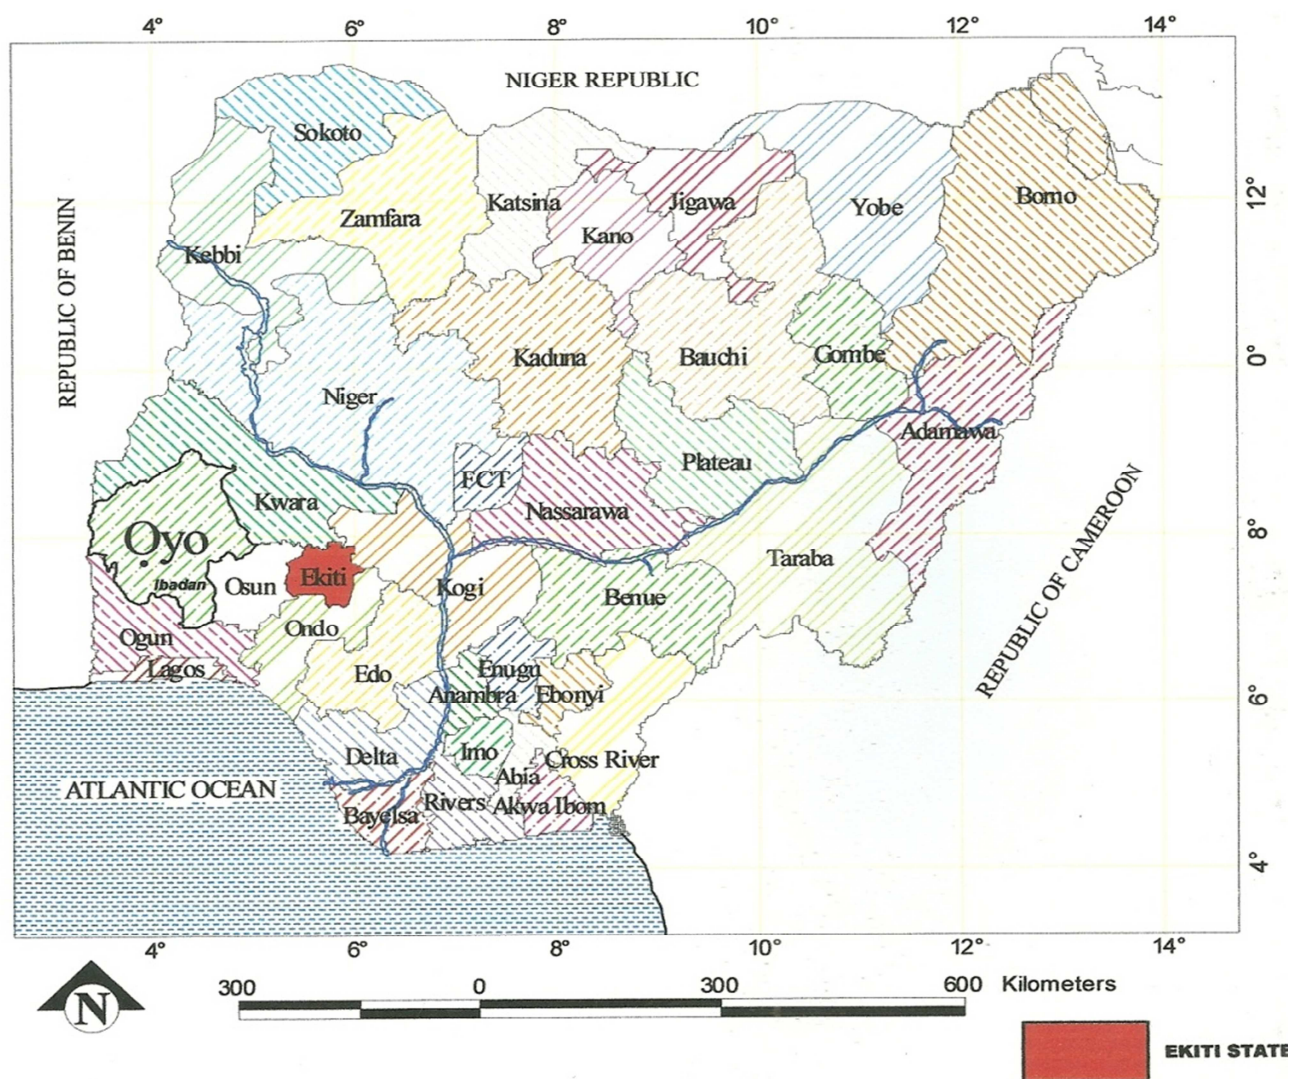 4° 6° 8° 10° 12° 14°
NIGER REPUBLIC
Sokoto
Katsina
Zamfara
Kano
Jigawa
Yobe
Borno
12°
REPUBLIC OF BENIN
Kebbi
Kaduna
Bauchi
Gombe
0°
Niger
Adamawa
Plateau
FCT
Kwara
Nassarawa
REPUBLIC OF CAMEROON
8°
Oyo
Ibadan
Osun
Ekiti
Kogi
Taraba
Benue
Ogun
Ondo
Lagos
Edo
Enugu
Anambra
Ebonyi
6°
Delta
Imo
Cross River
Abia
ATLANTIC OCEAN
Bayelsa
Rivers
Akwa Ibom
4°
4° 6° 8° 10° 12° 14°
N
300 0 300 600 Kilometers
EKITI STATE